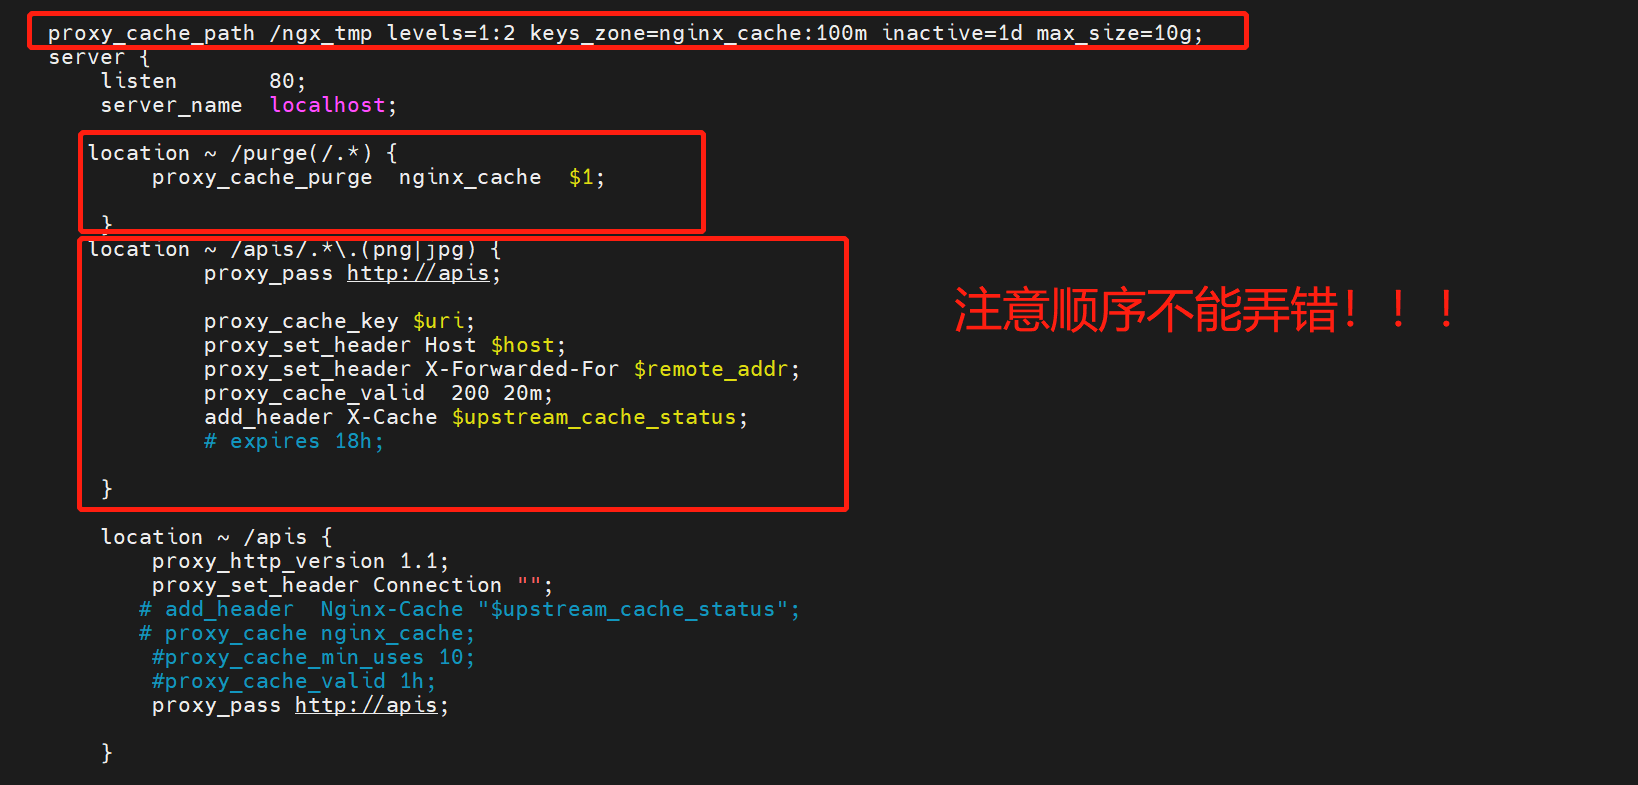 proxy_cache_path /ngx_tmp levels=1:2 keys_zone=nginx_cache:100m inactive=1d max_size=10g;
server {
    listen       80;
    server_name  localhost;
   location ~ /purge(/.*) {
        proxy_cache_purge  nginx_cache  $1;
    }
   location ~ /apis/.*\.(png|jpg) {
            proxy_pass http://apis;
            proxy_cache_key $uri;
注意顺序不能弄错！！！
            proxy_set_header Host $host;
            proxy_set_header X-Forwarded-For $remote_addr;
            proxy_cache_valid  200 20m;
            add_header X-Cache $upstream_cache_status;
            # expires 18h;
    }
    location ~ /apis {
        proxy_http_version 1.1;
        proxy_set_header Connection "";
       # add_header  Nginx-Cache "$upstream_cache_status";
       # proxy_cache nginx_cache;
        #proxy_cache_min_uses 10;
        #proxy_cache_valid 1h;
        proxy_pass http://apis;
    }